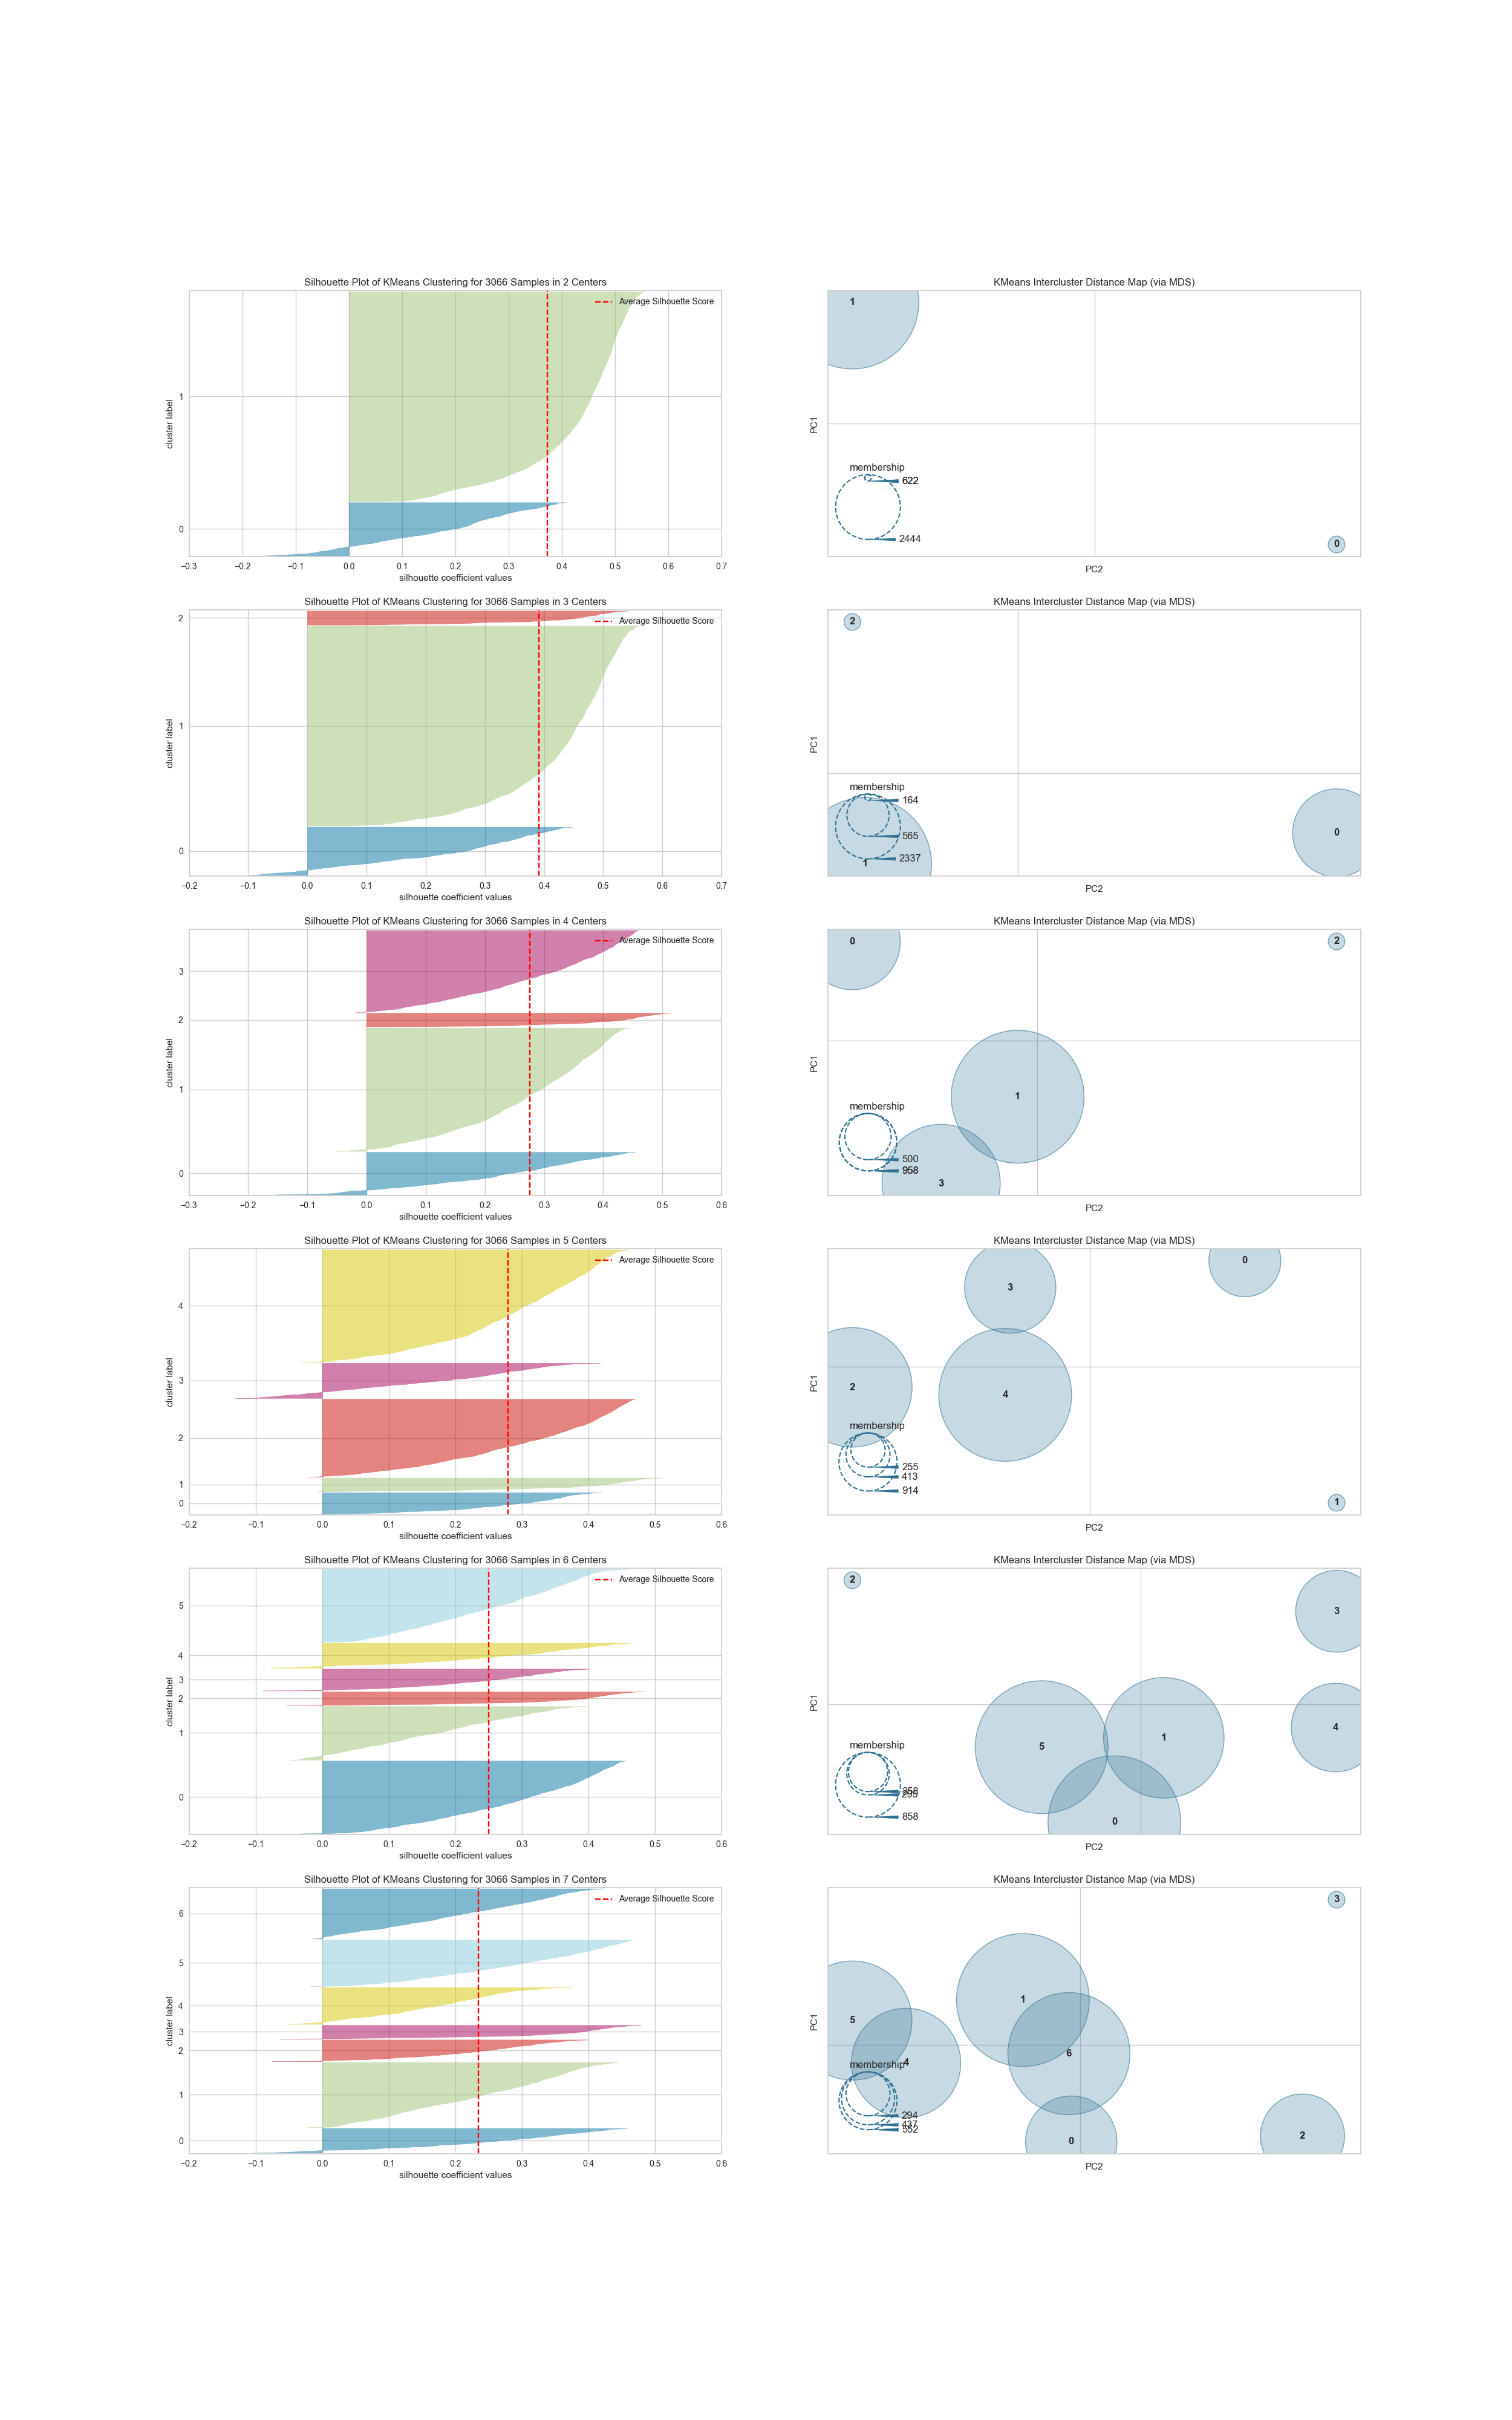 Silhouette Plot of KMeans Clustering for 3066 Samples in 2 Centers
Average Silhouette Score
cluster label
1
0
−0.3 −0.2 −0.1 0.0 0.1 0.2 0.3 0.4 0.5 0.6 0.7
silhouette coefficient values
KMeans Intercluster Distance Map (via MDS)
1
PC1
membership
622
2444
0
PC2
Silhouette Plot of KMeans Clustering for 3066 Samples in 3 Centers
Average Silhouette Score
cluster label
2
1
0
−0.2 −0.1 0.0 0.1 0.2 0.3 0.4 0.5 0.6 0.7
silhouette coefficient values
KMeans Intercluster Distance Map (via MDS)
2
PC1
membership
164
565
2337
1
0
PC2
Silhouette Plot of KMeans Clustering for 3066 Samples in 4 Centers
Average Silhouette Score
cluster label
3
2
1
0
−0.3 −0.2 −0.1 0.0 0.1 0.2 0.3 0.4 0.5 0.6
silhouette coefficient values
KMeans Intercluster Distance Map (via MDS)
0
2
PC1
1
membership
500
958
3
PC2
Silhouette Plot of KMeans Clustering for 3066 Samples in 5 Centers
Average Silhouette Score
cluster label
4
3
2
1
0
−0.2 −0.1 0.0 0.1 0.2 0.3 0.4 0.5 0.6
silhouette coefficient values
KMeans Intercluster Distance Map (via MDS)
0
3
PC1
2
4
membership
255
413
914
1
PC2
Silhouette Plot of KMeans Clustering for 3066 Samples in 6 Centers
Average Silhouette Score
cluster label
5
4
3
2
1
0
−0.2 −0.1 0.0 0.1 0.2 0.3 0.4 0.5 0.6
silhouette coefficient values
KMeans Intercluster Distance Map (via MDS)
2
3
PC1
4
1
5
membership
858
0
PC2
Silhouette Plot of KMeans Clustering for 3066 Samples in 7 Centers
Average Silhouette Score
cluster label
6
5
4
3
2
1
0
−0.2 −0.1 0.0 0.1 0.2 0.3 0.4 0.5 0.6
silhouette coefficient values
KMeans Intercluster Distance Map (via MDS)
3
1
PC1
5
6
4
membership
294
437
552
2
0
PC2